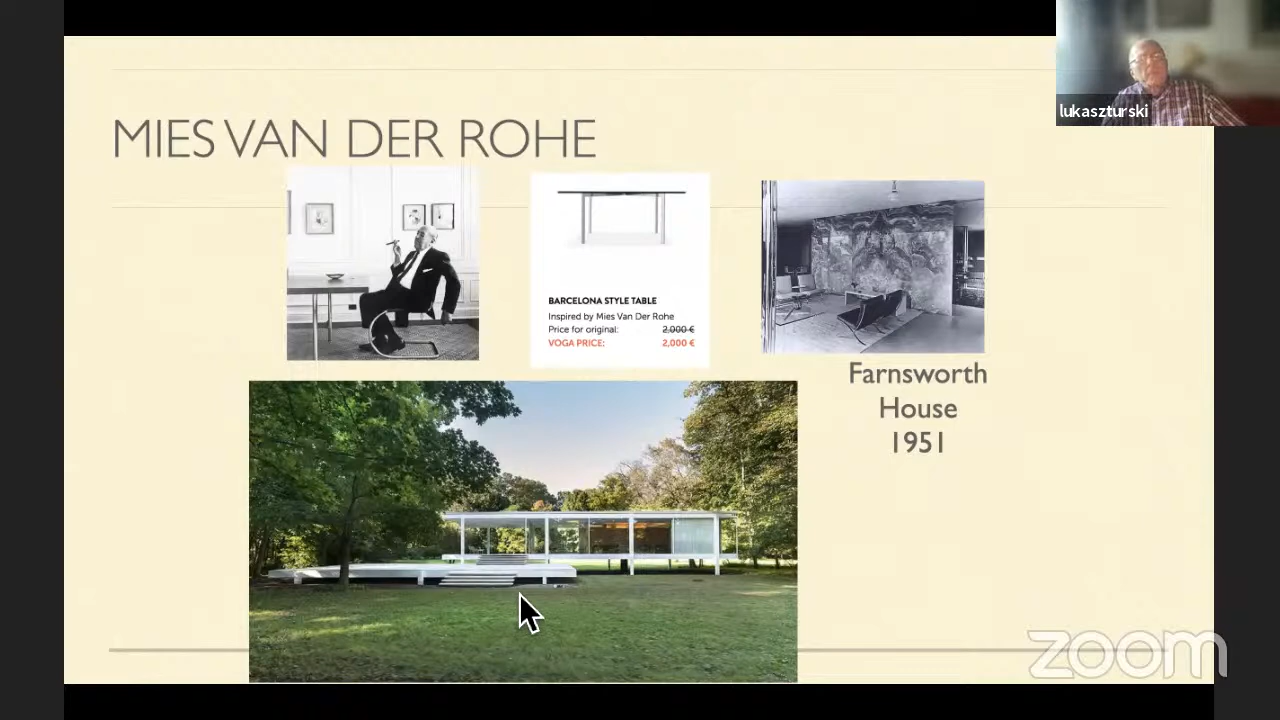 lukaszturski
MIES VAN DER ROHE
BARCELONA STYLE TABLE
Inspired by Mies Van Der Rohe
Price for original: 2,000 €
VOGA PRICE: 2,000 €
Farnsworth
House
1951
zoom